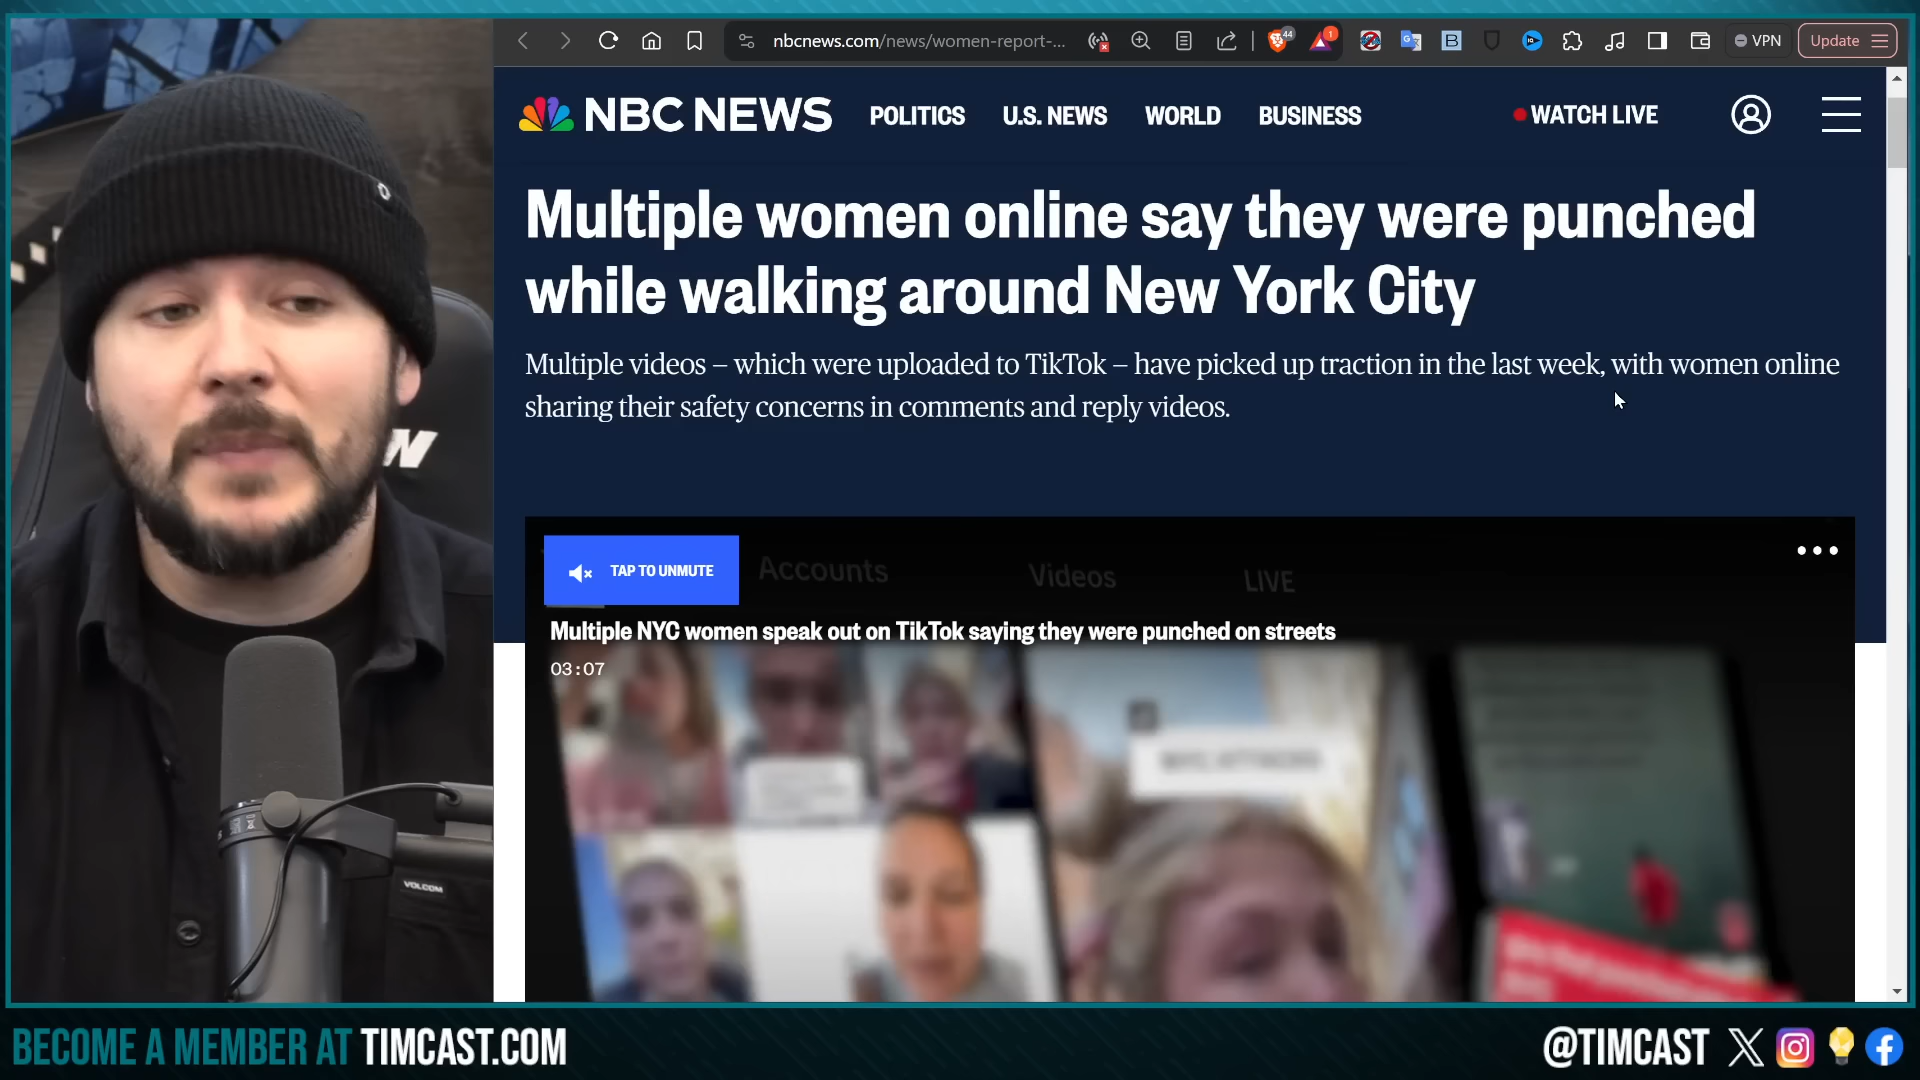 nbcnews.com/news/women-report-...
44
1
VPN
Update
NBC NEWS
POLITICS
U.S. NEWS
WORLD
BUSINESS
WATCH LIVE
Multiple women online say they were punched
while walking around New York City
Multiple videos – which were uploaded to TikTok – have picked up traction in the last week, with women online
sharing their safety concerns in comments and reply videos.
TAP TO UNMUTE
Accounts
Videos
LIVE
Multiple NYC women speak out on TikTok saying they were punched on streets
03:07
VOLCOM
BECOME A MEMBER AT TIMCAST.COM
@TIMCAST